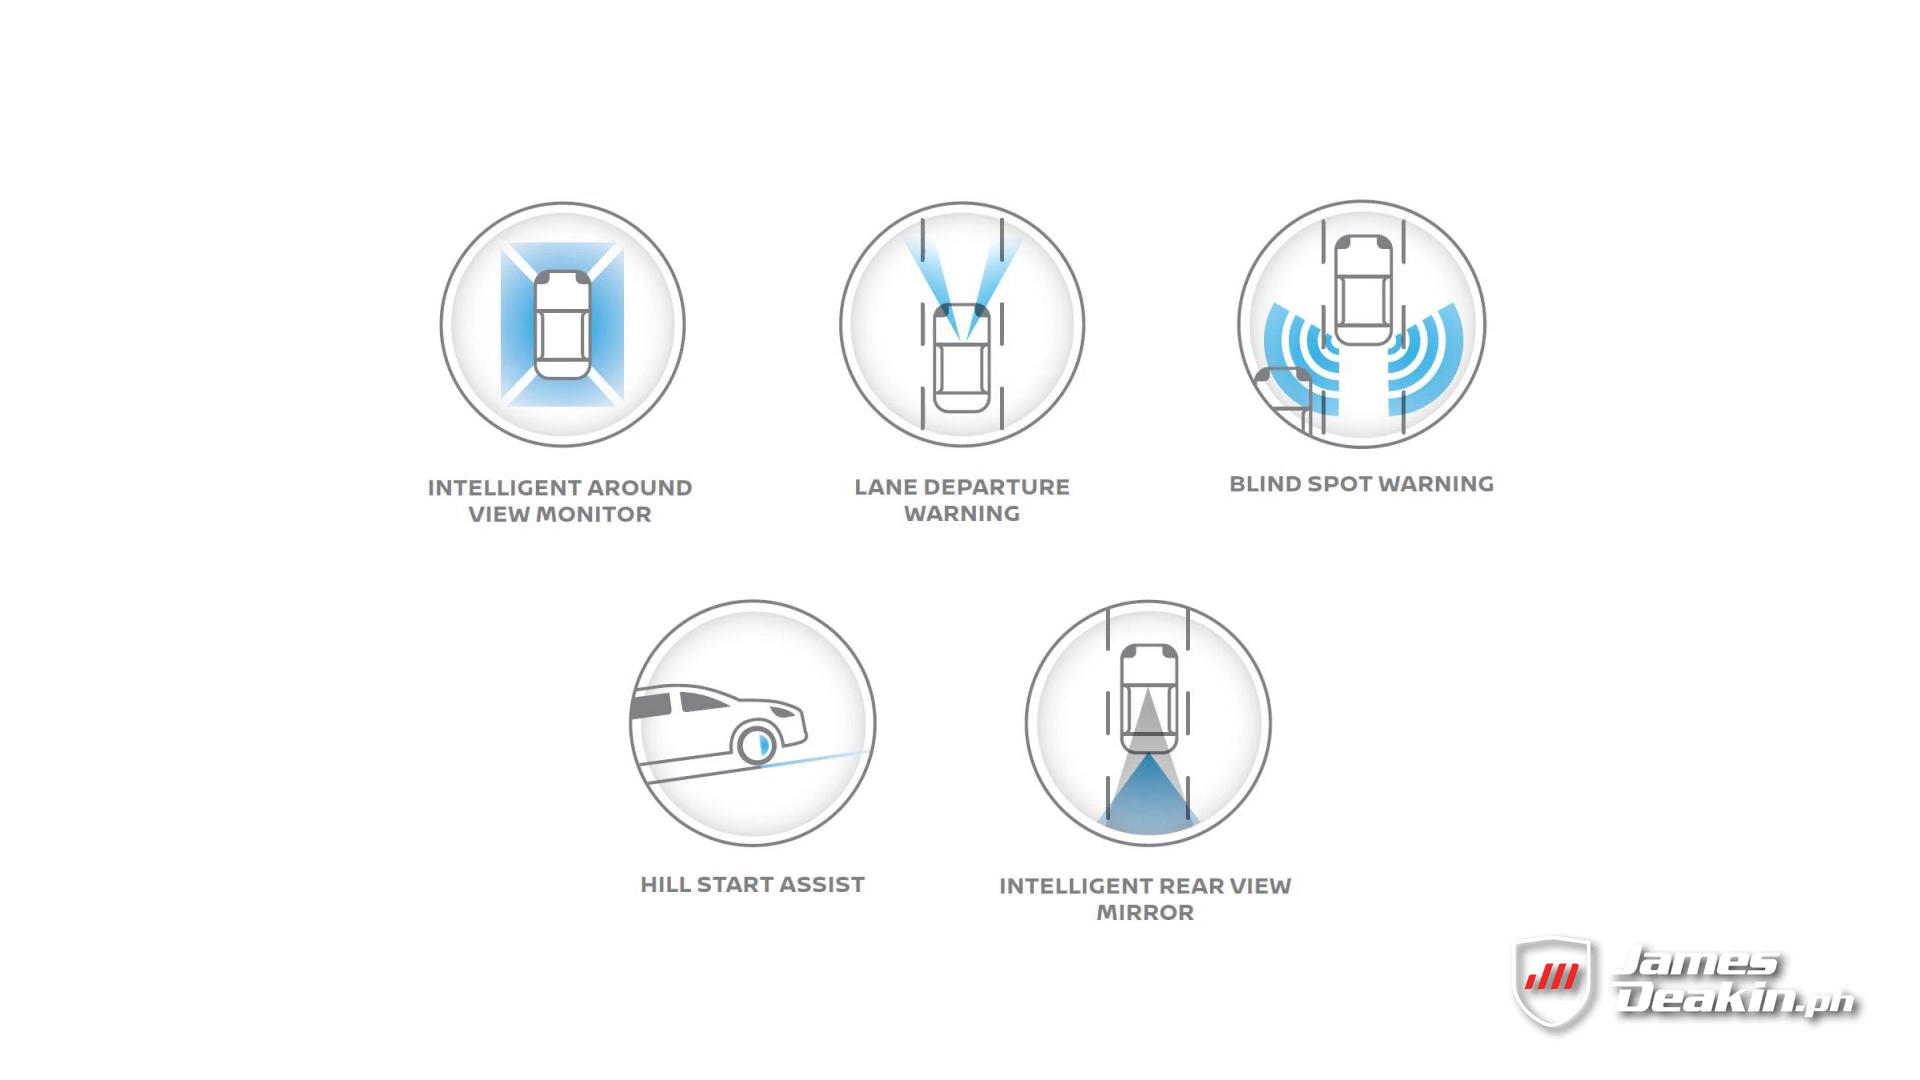 INTELLIGENT AROUND
VIEW MONITOR
LANE DEPARTURE
WARNING
BLIND SPOT WARNING
HILL START ASSIST
INTELLIGENT REAR VIEW
MIRROR
James
Deakin.ph